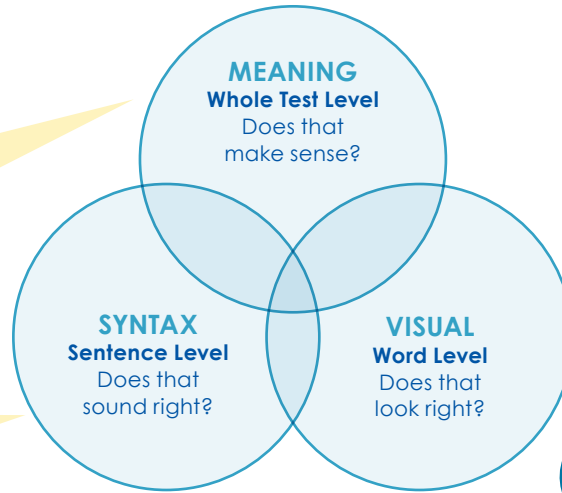 MEANING
Whole Test Level
Does that
make sense?
SYNTAX
Sentence Level
Does that
sound right?
VISUAL
Word Level
Does that
look right?